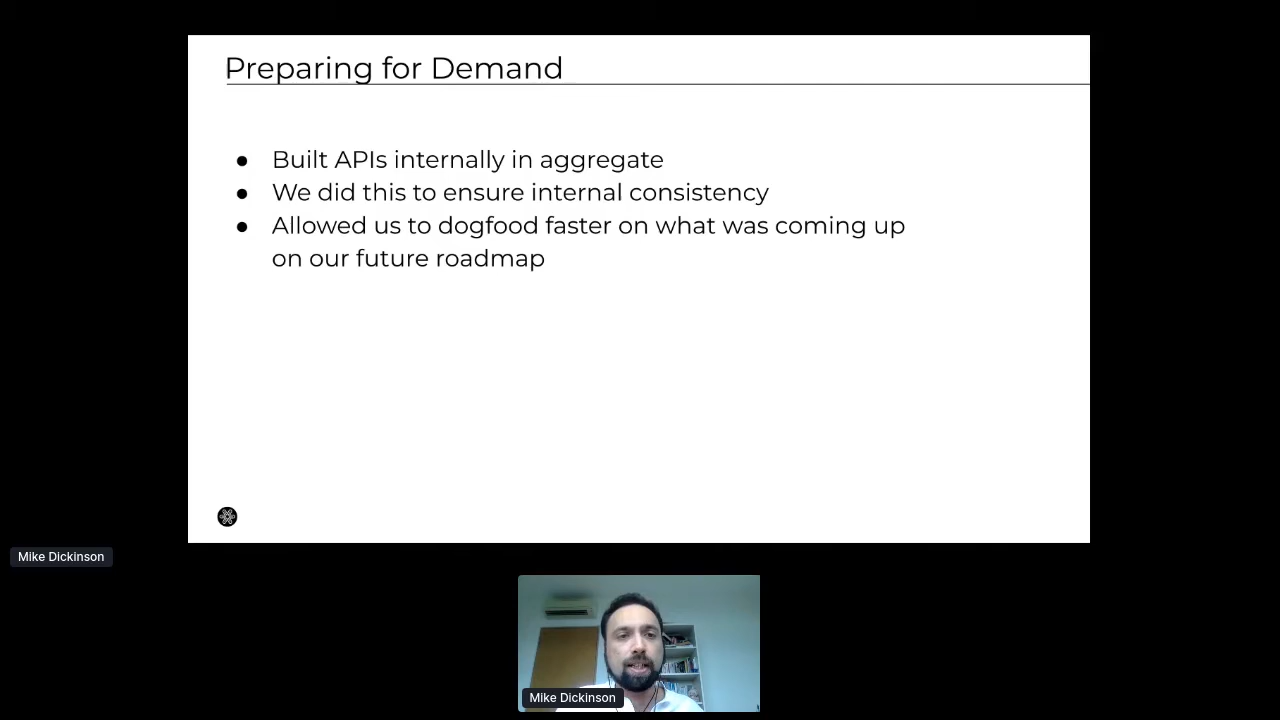 Preparing for Demand
● Built APIs internally in aggregate
● We did this to ensure internal consistency
● Allowed us to dogfood faster on what was coming up
on our future roadmap
Mike Dickinson
Mike Dickinson